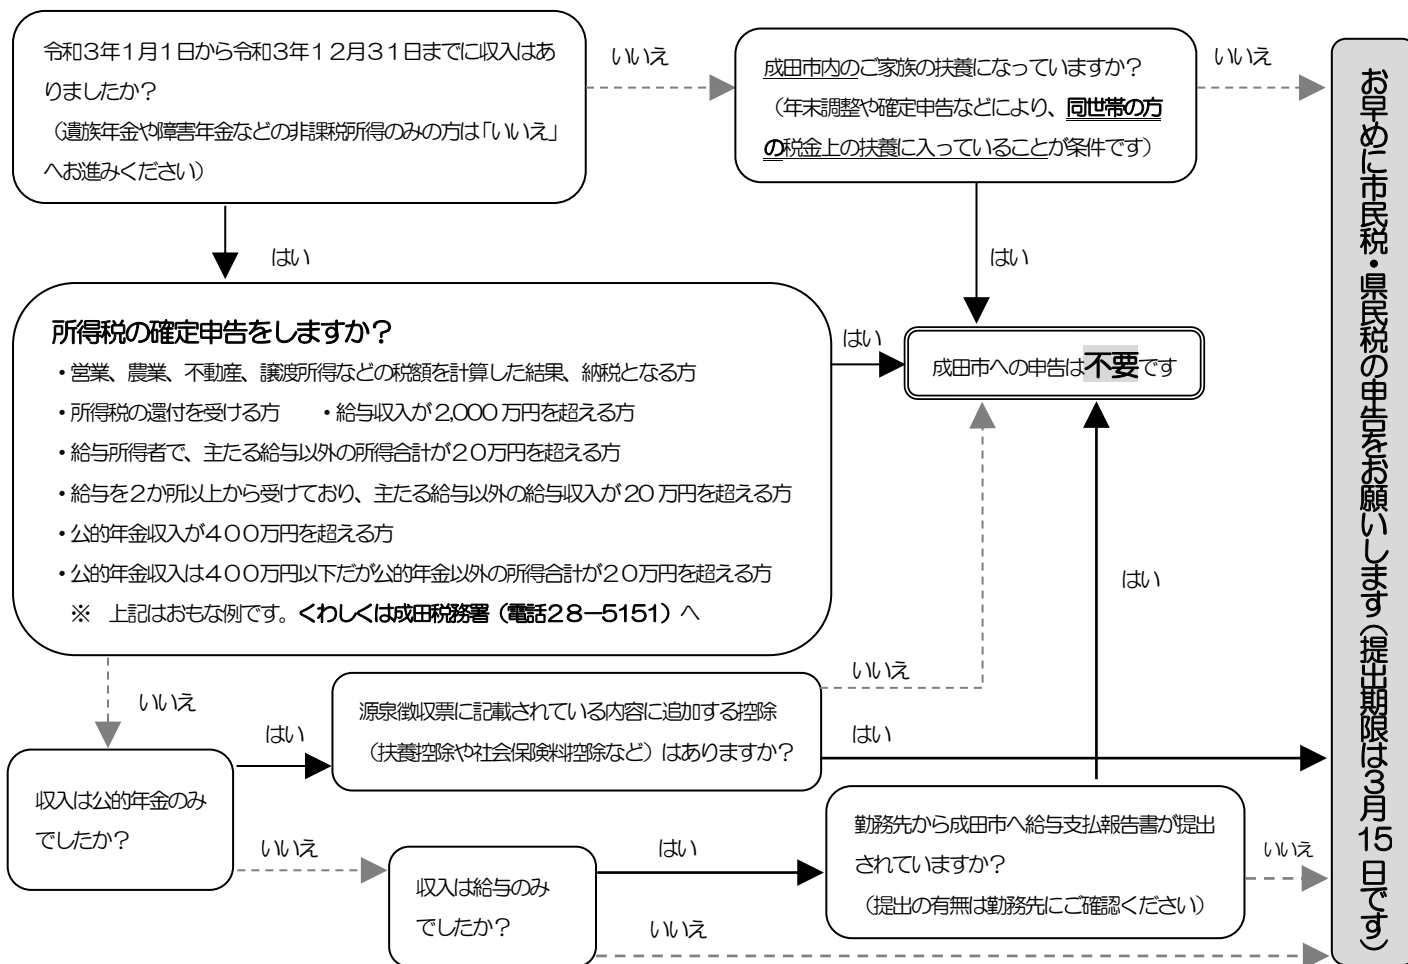 令和3年1月1日から令和3年12月31日までに収入はあ
りましたか?
(遺族年金や障害年金などの非課税所得のみの方は「いいえ」
へお進みください)
いいえ
成田市内のご家族の扶養になっていますか?
(年末調整や確定申告などにより、同世帯の方
の税金上の扶養に入っていることが条件です)
いいえ
はい
はい
所得税の確定申告をしますか?
・営業、農業、不動産、譲渡所得などの税額を計算した結果、納税となる方
・所得税の還付を受ける方 ・給与収入が2,000万円を超える方
・給与所得者で、主たる給与以外の所得合計が20万円を超える方
・給与を2か所以上から受けており、主たる給与以外の給与収入が20万円を超える方
・公的年金収入が400万円を超える方
・公的年金収入は400万円以下だが公的年金以外の所得合計が20万円を超える方
※ 上記はおもな例です。くわしくは成田税務署(電話28―5151)へ
はい
成田市への申告は不要です
はい
いいえ
いいえ
収入は公的年金のみ
でしたか?
はい
源泉徴収票に記載されている内容に追加する控除
(扶養控除や社会保険料控除など)はありますか?
はい
いいえ
収入は給与のみ
でしたか?
はい
勤務先から成田市へ給与支払報告書が提出
されていますか?
(提出の有無は勤務先にご確認ください)
いいえ
いいえ
お早めに市民税・県民税の申告をお願いします(提出期限は3月15日です)